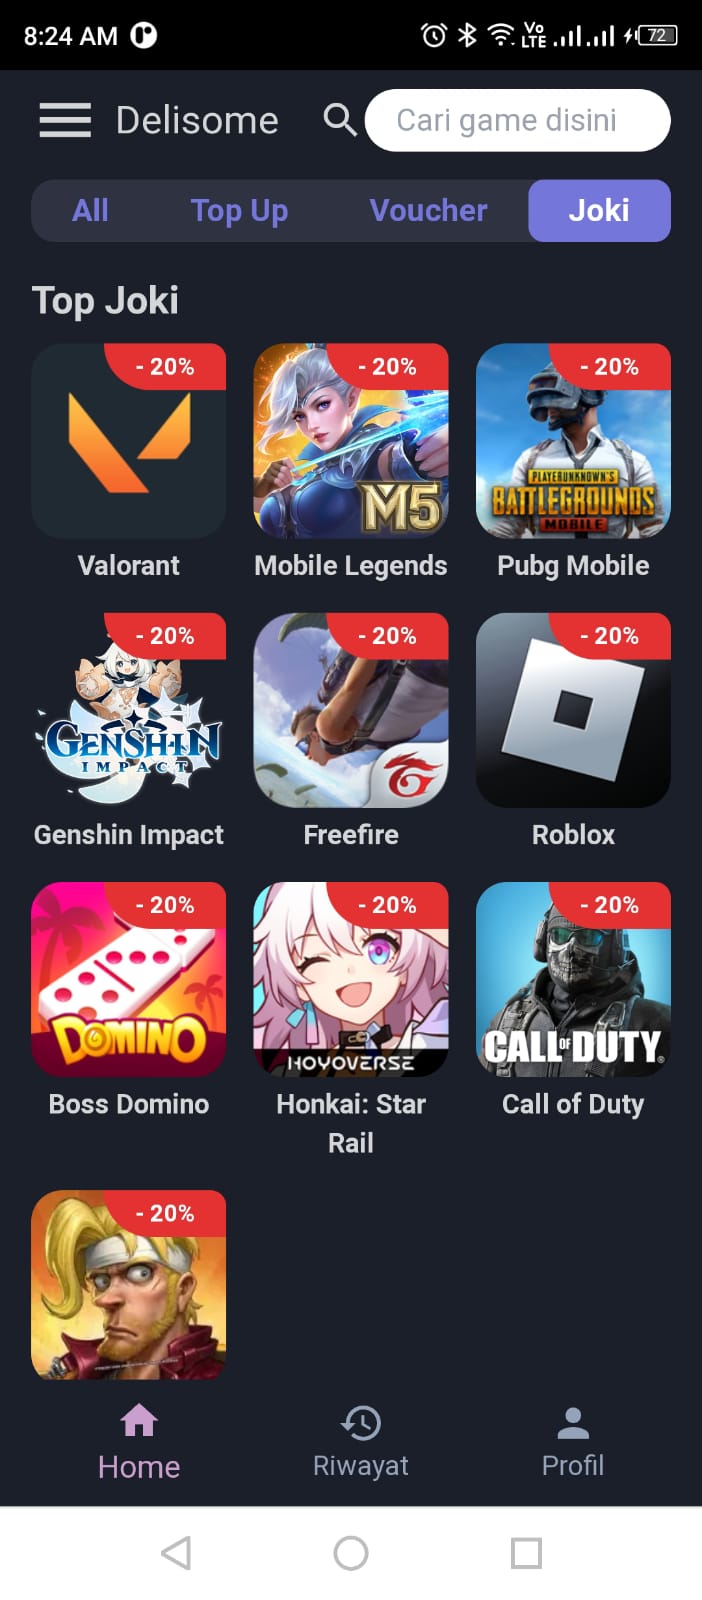 8:24 AM
Vo LTE
72
Delisome
Cari game disini
All
Top Up
Voucher
Joki
Top Joki
- 20%
- 20%
- 20%
M5
PLAYERUNKNOWN'S
BATTLEGROUNDS
MOBILE
Valorant
Mobile Legends
Pubg Mobile
- 20%
- 20%
- 20%
GENSHIN
IMPACT
Genshin Impact
Freefire
Roblox
- 20%
- 20%
- 20%
DOMINO
HOYOVERSE
CALL OF DUTY
Boss Domino
Honkai: Star
Rail
Call of Duty
- 20%
Home
Riwayat
Profil